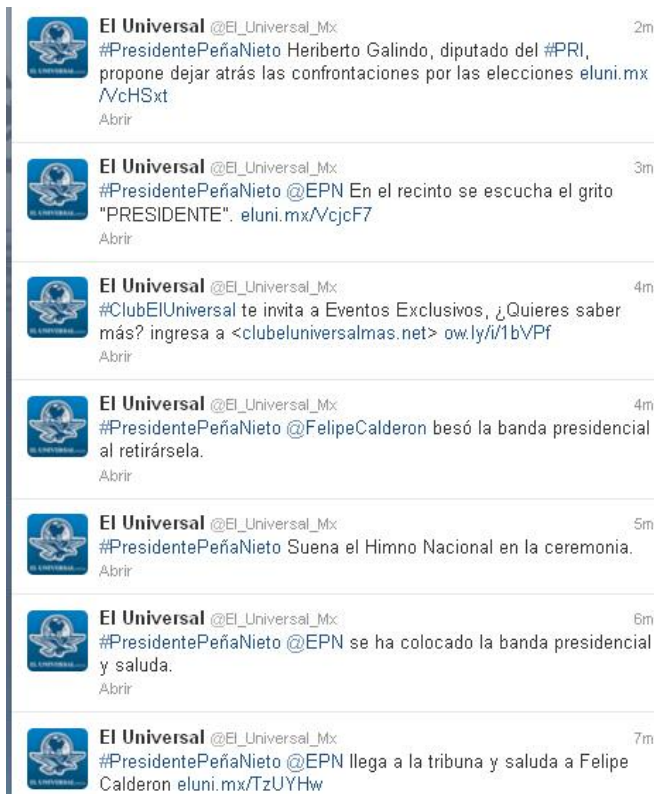 El Universal @El_Universal_Mx 2m
#PresidentePeñaNieto Heriberto Galindo, diputado del #PRI,
propone dejar atrás las confrontaciones por las elecciones eluni.mx
/VcHSxt
Abrir
El Universal @El_Universal_Mx 3m
#PresidentePeñaNieto @EPN En el recinto se escucha el grito
"PRESIDENTE". eluni.mx/VcjcF7
Abrir
El Universal @El_Universal_Mx 4m
#ClubElUniversal te invita a Eventos Exclusivos, ¿Quieres saber
más? ingresa a <clubeluniversalmas.net> ow.ly/i/1bVPf
Abrir
El Universal @El_Universal_Mx 4m
#PresidentePeñaNieto @FelipeCalderon besó la banda presidencial
al retirársela.
Abrir
El Universal @El_Universal_Mx 5m
#PresidentePeñaNieto Suena el Himno Nacional en la ceremonia.
Abrir
El Universal @El_Universal_Mx 6m
#PresidentePeñaNieto @EPN se ha colocado la banda presidencial
y saluda.
Abrir
El Universal @El_Universal_Mx 7m
#PresidentePeñaNieto @EPN llega a la tribuna y saluda a Felipe
Calderon eluni.mx/TzUYHw